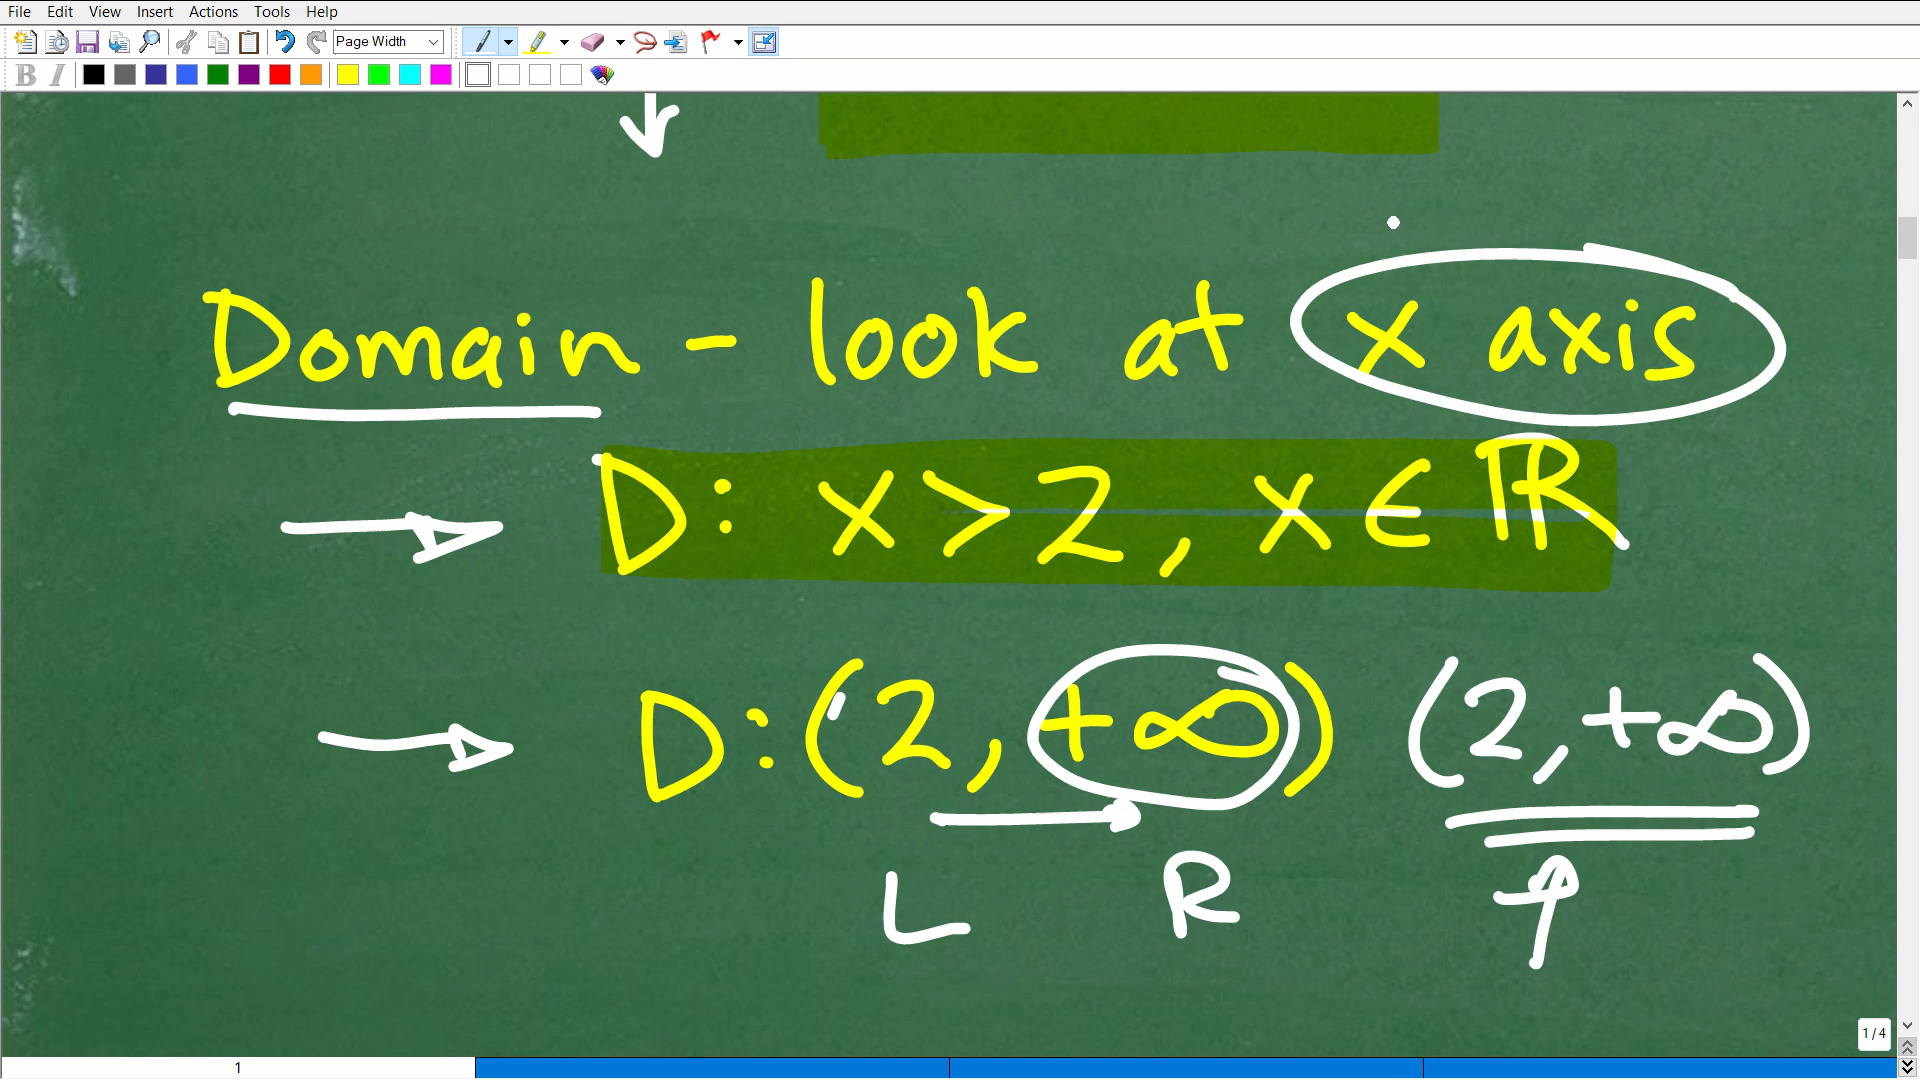 File Edit View Insert Actions Tools Help
Page Width
B I
Domain - look at x axis
D: x>2, x∈ℝ
D: (2, +∞) (2, +∞)
L R
1/4
1